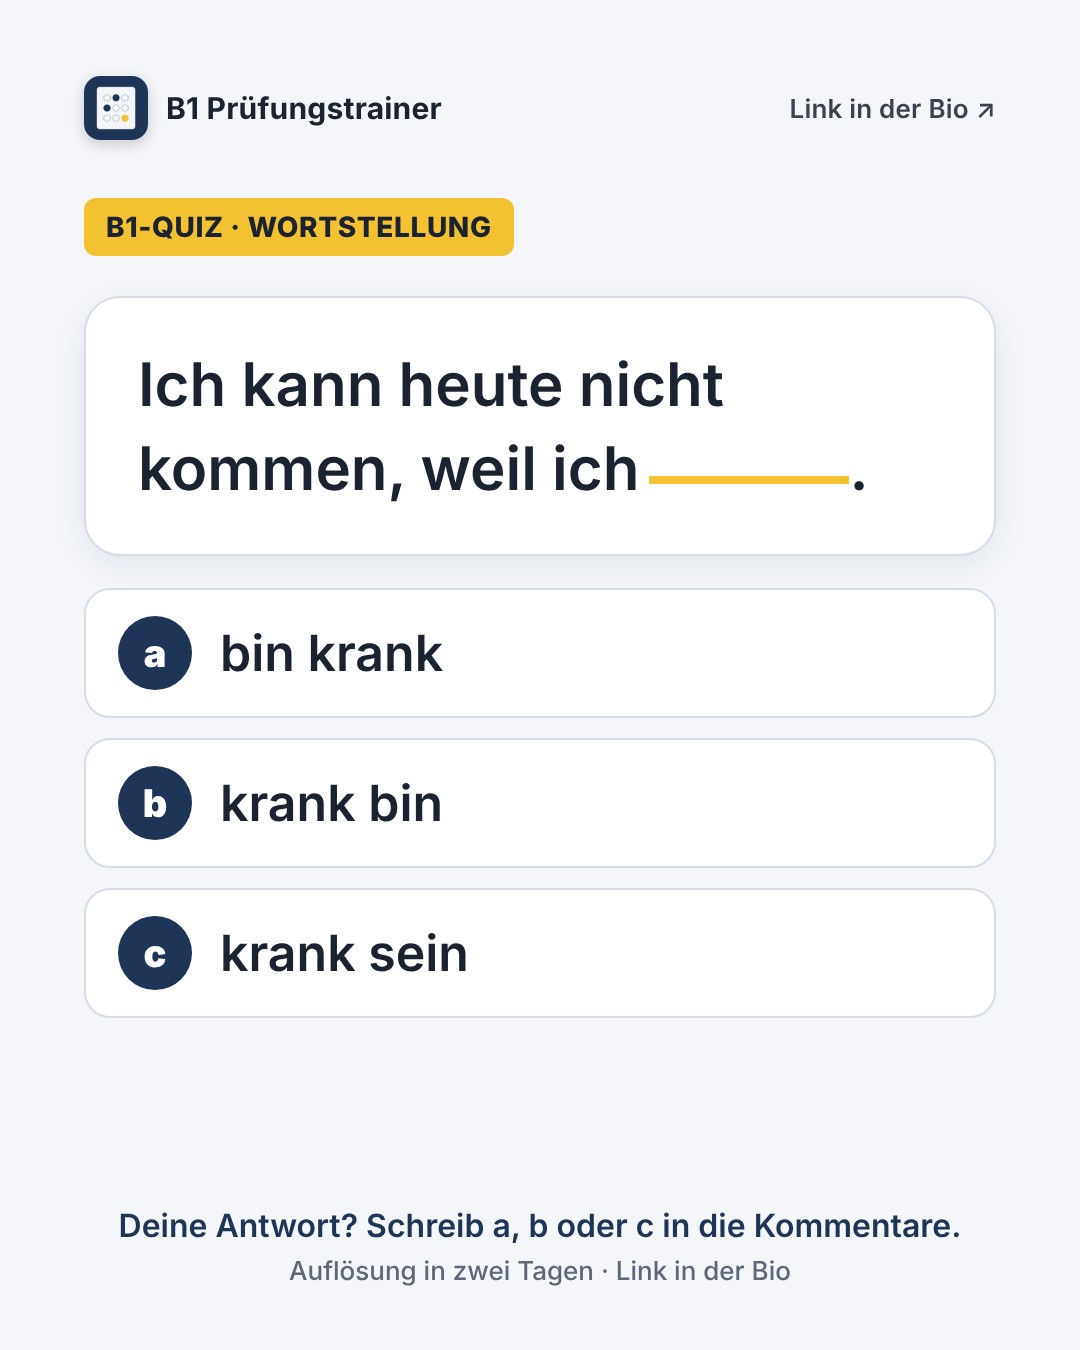 B1 Prüfungstrainer
Link in der Bio ↗
B1-QUIZ · WORTSTELLUNG
Ich kann heute nicht
kommen, weil ich ______.
a bin krank
b krank bin
c krank sein
Deine Antwort? Schreib a, b oder c in die Kommentare.
Auflösung in zwei Tagen · Link in der Bio